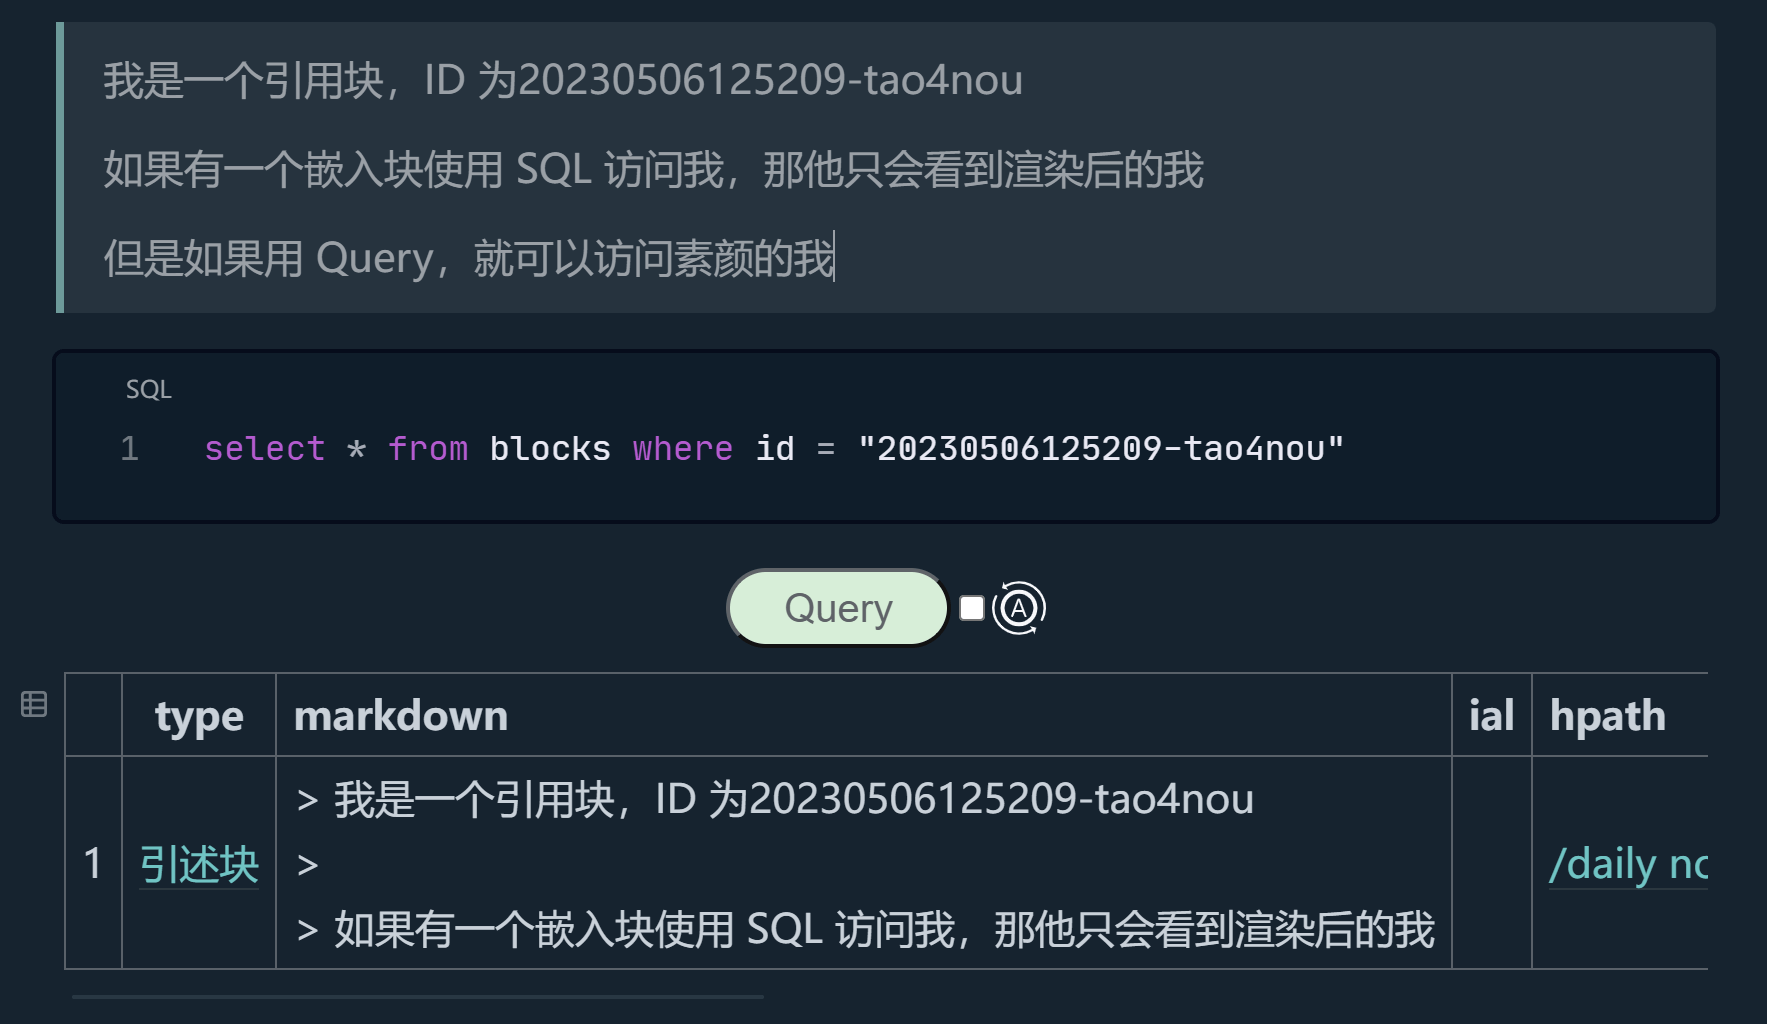 我是一个引用块，ID 为20230506125209-tao4nou
如果有一个嵌入块使用 SQL 访问我，那他只会看到渲染后的我
但是如果用 Query，就可以访问素颜的我
SQL
1 select * from blocks where id = "20230506125209-tao4nou"
Query A
type markdown ial hpath
> 我是一个引用块，ID 为20230506125209-tao4nou
>
1 引述块 /daily
> 如果有一个嵌入块使用 SQL 访问我，那他只会看到渲染后的我